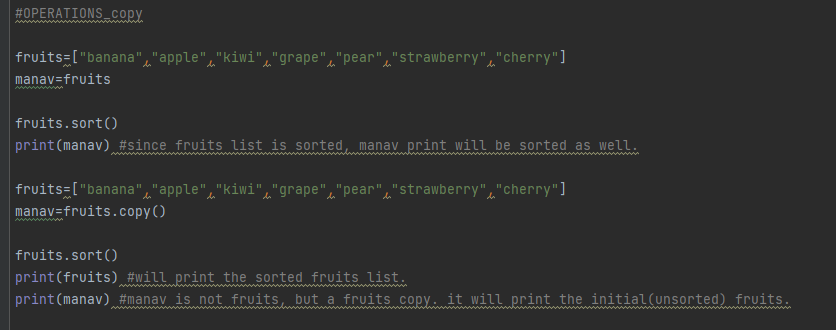 #OPERATIONS_copy
fruits=["banana","apple","kiwi","grape","pear","strawberry","cherry"]
manav=fruits
fruits.sort()
print(manav) #since fruits list is sorted, manav print will be sorted as well.
fruits=["banana","apple","kiwi","grape","pear","strawberry","cherry"]
manav=fruits.copy()
fruits.sort()
print(fruits) #will print the sorted fruits list.
print(manav) #manav is not fruits, but a fruits copy. it will print the initial(unsorted) fruits.